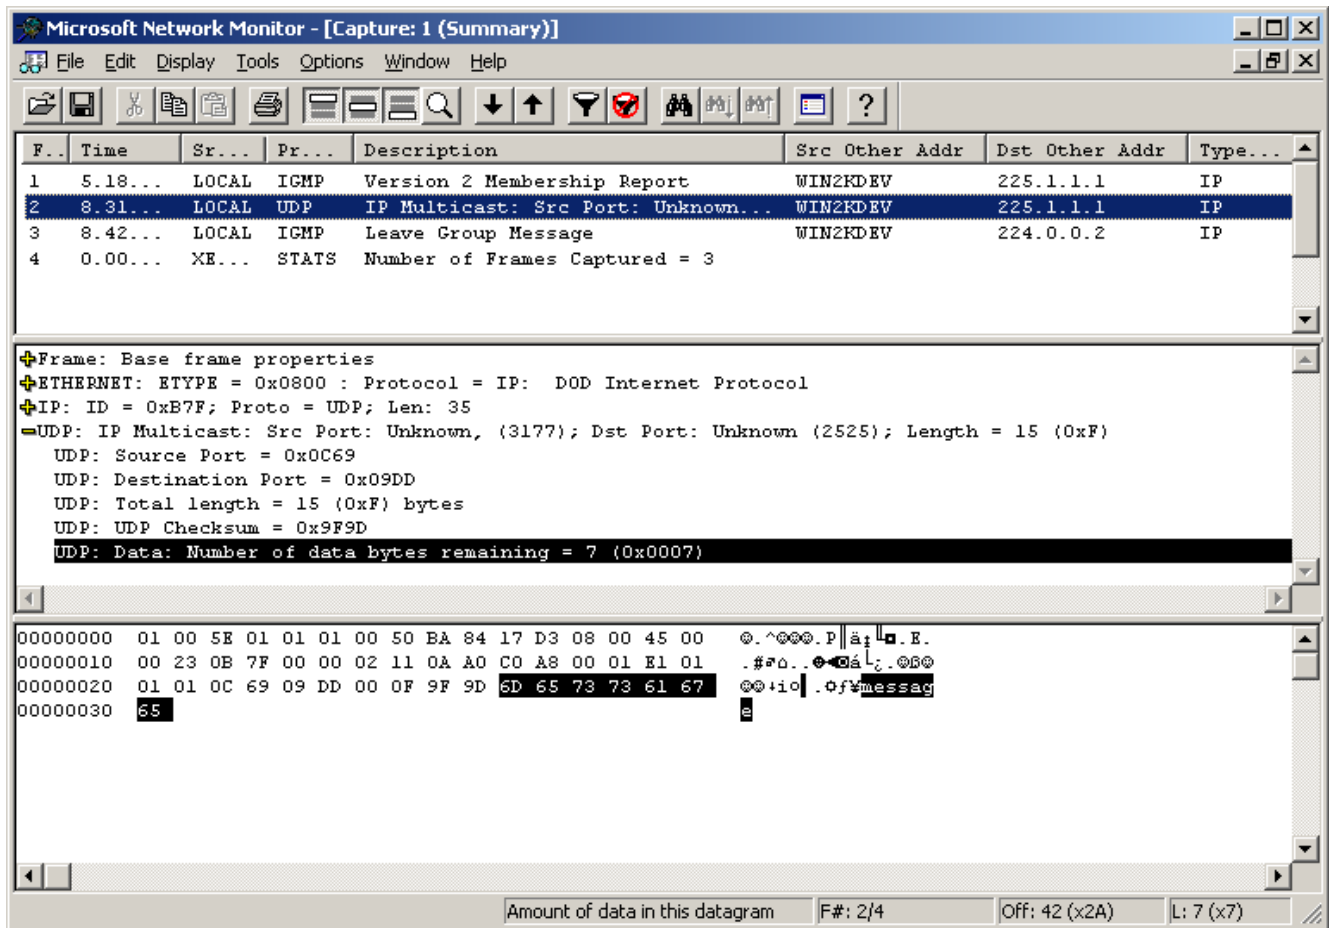 Microsoft Network Monitor - [Capture: 1 (Summary)]
File Edit Display Tools Options Window Help
F.. Time Sr... Pr... Description Src Other Addr Dst Other Addr Type...
1 5.18... LOCAL IGMP Version 2 Membership Report WIN2KDEV 225.1.1.1 IP
2 8.31... LOCAL UDP IP Multicast: Src Port: Unknown... WIN2KDEV 225.1.1.1 IP
3 8.42... LOCAL IGMP Leave Group Message WIN2KDEV 224.0.0.2 IP
4 0.00... XE... STATS Number of Frames Captured = 3
Frame: Base frame properties
ETHERNET: ETYPE = 0x0800 : Protocol = IP: DOD Internet Protocol
IP: ID = 0xB7F; Proto = UDP; Len: 35
UDP: IP Multicast: Src Port: Unknown, (3177); Dst Port: Unknown (2525); Length = 15 (0xF)
UDP: Source Port = 0x0C69
UDP: Destination Port = 0x09DD
UDP: Total length = 15 (0xF) bytes
UDP: UDP Checksum = 0x9F9D
UDP: Data: Number of data bytes remaining = 7 (0x0007)
00000000 01 00 5E 01 01 01 00 50 BA 84 17 D3 08 00 45 00 ☺.^☺☺☺.P║ä↨╙◘.E.
00000010 00 23 0B 7F 00 00 02 11 0A A0 C0 A8 00 01 E1 01 .#♂⌂..☻◄◙á└¿.☺ß☺
00000020 01 01 0C 69 09 DD 00 0F 9F 9D 6D 65 73 73 61 67 ☺☺♀i○▌.☼ƒ¥messag
00000030 65 e
Amount of data in this datagram F#: 2/4 Off: 42 (x2A) L: 7 (x7)